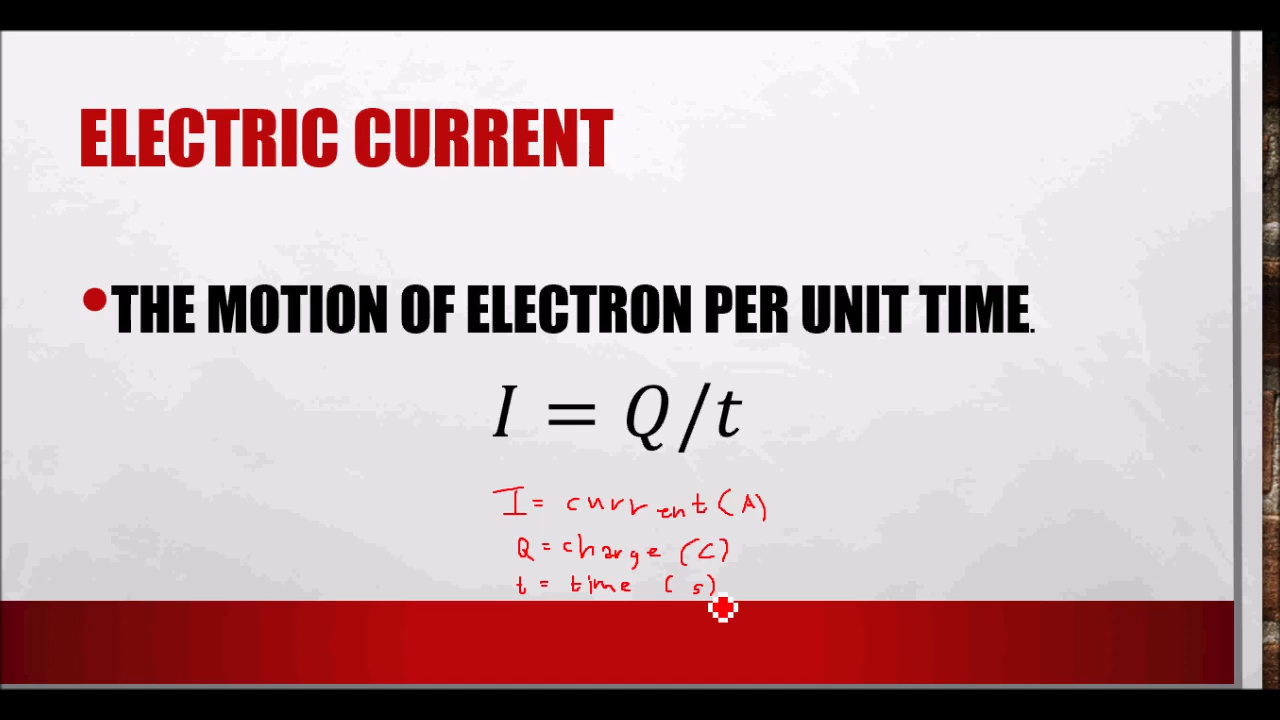 ELECTRIC CURRENT
•THE MOTION OF ELECTRON PER UNIT TIME.
I = Q/t
I = current (A)
Q = charge (C)
t = time (s)